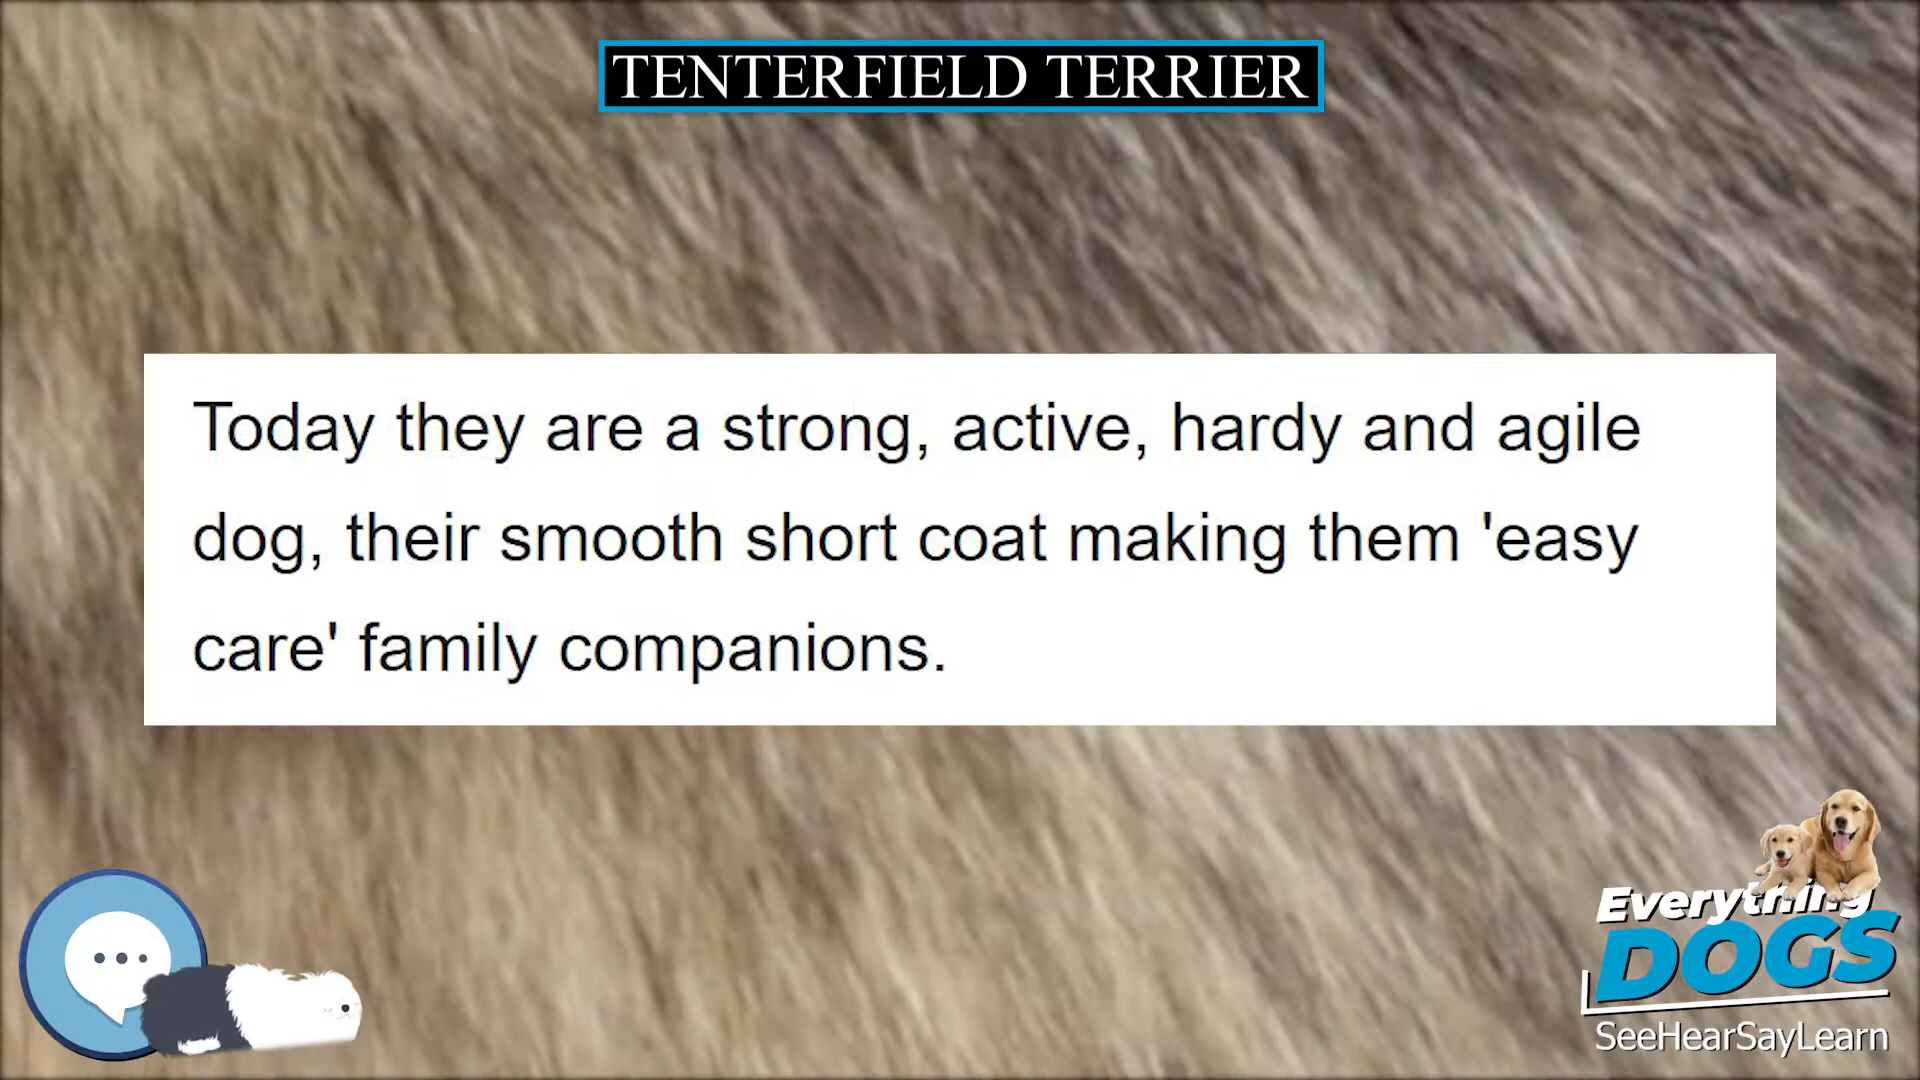 TENTERFIELD TERRIER
Today they are a strong, active, hardy and agile
dog, their smooth short coat making them 'easy
care' family companions.
Everything
DOGS
SeeHearSayLearn